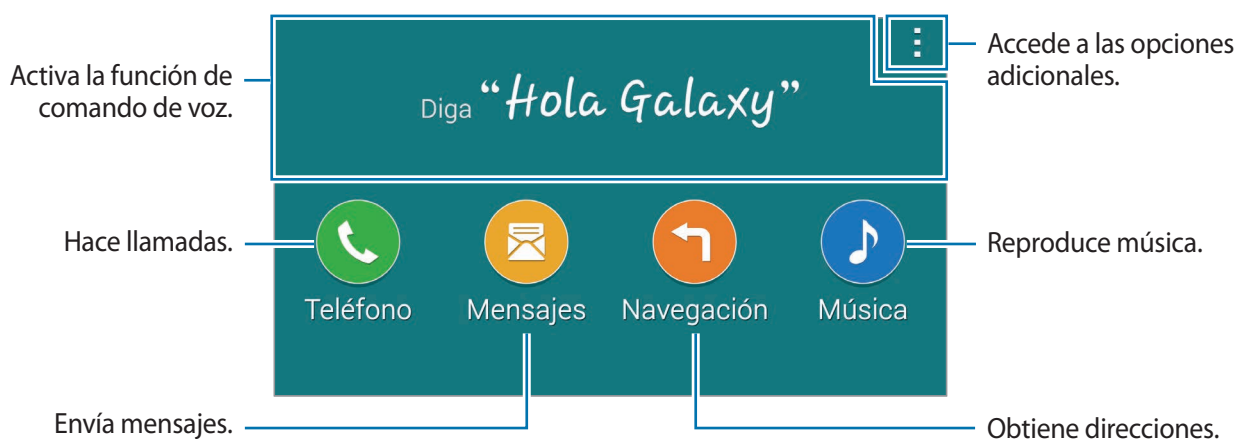 Activa la función de
comando de voz.
Diga “Hola Galaxy”
Accede a las opciones
adicionales.
Hace llamadas.
Reproduce música.
Teléfono
Mensajes
Navegación
Música
Envía mensajes.
Obtiene direcciones.